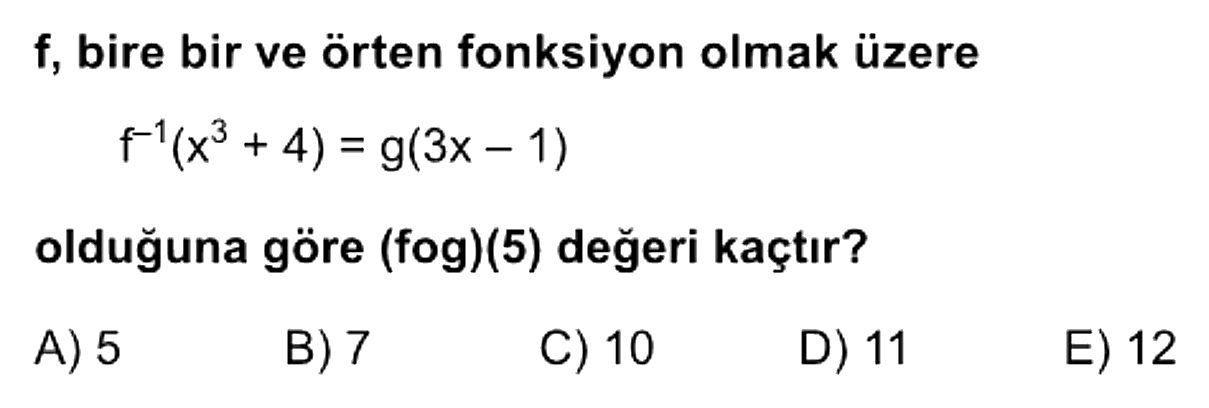 f, bire bir ve örten fonksiyon olmak üzere
f⁻¹(x³ + 4) = g(3x – 1)
olduğuna göre (fog)(5) değeri kaçtır?
A) 5 B) 7 C) 10 D) 11 E) 12